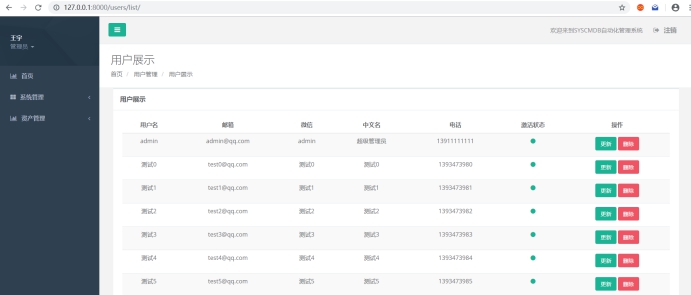 127.0.0.1:8000/users/list/
王宇
管理员
欢迎来到SYSCMDB自动化管理系统 注销
首页
系统管理
资产管理
用户展示
首页 / 用户管理 / 用户展示
用户展示
用户名 邮箱 微信 中文名 电话 激活状态 操作
admin admin@qq.com admin 超级管理员 13911111111 更新 删除
测试0 test0@qq.com 测试0 测试0 1393473980 更新 删除
测试1 test1@qq.com 测试1 测试1 1393473981 更新 删除
测试2 test2@qq.com 测试2 测试2 1393473982 更新 删除
测试3 test3@qq.com 测试3 测试3 1393473983 更新 删除
测试4 test4@qq.com 测试4 测试4 1393473984 更新 删除
测试5 test5@qq.com 测试5 测试5 1393473985 更新 删除